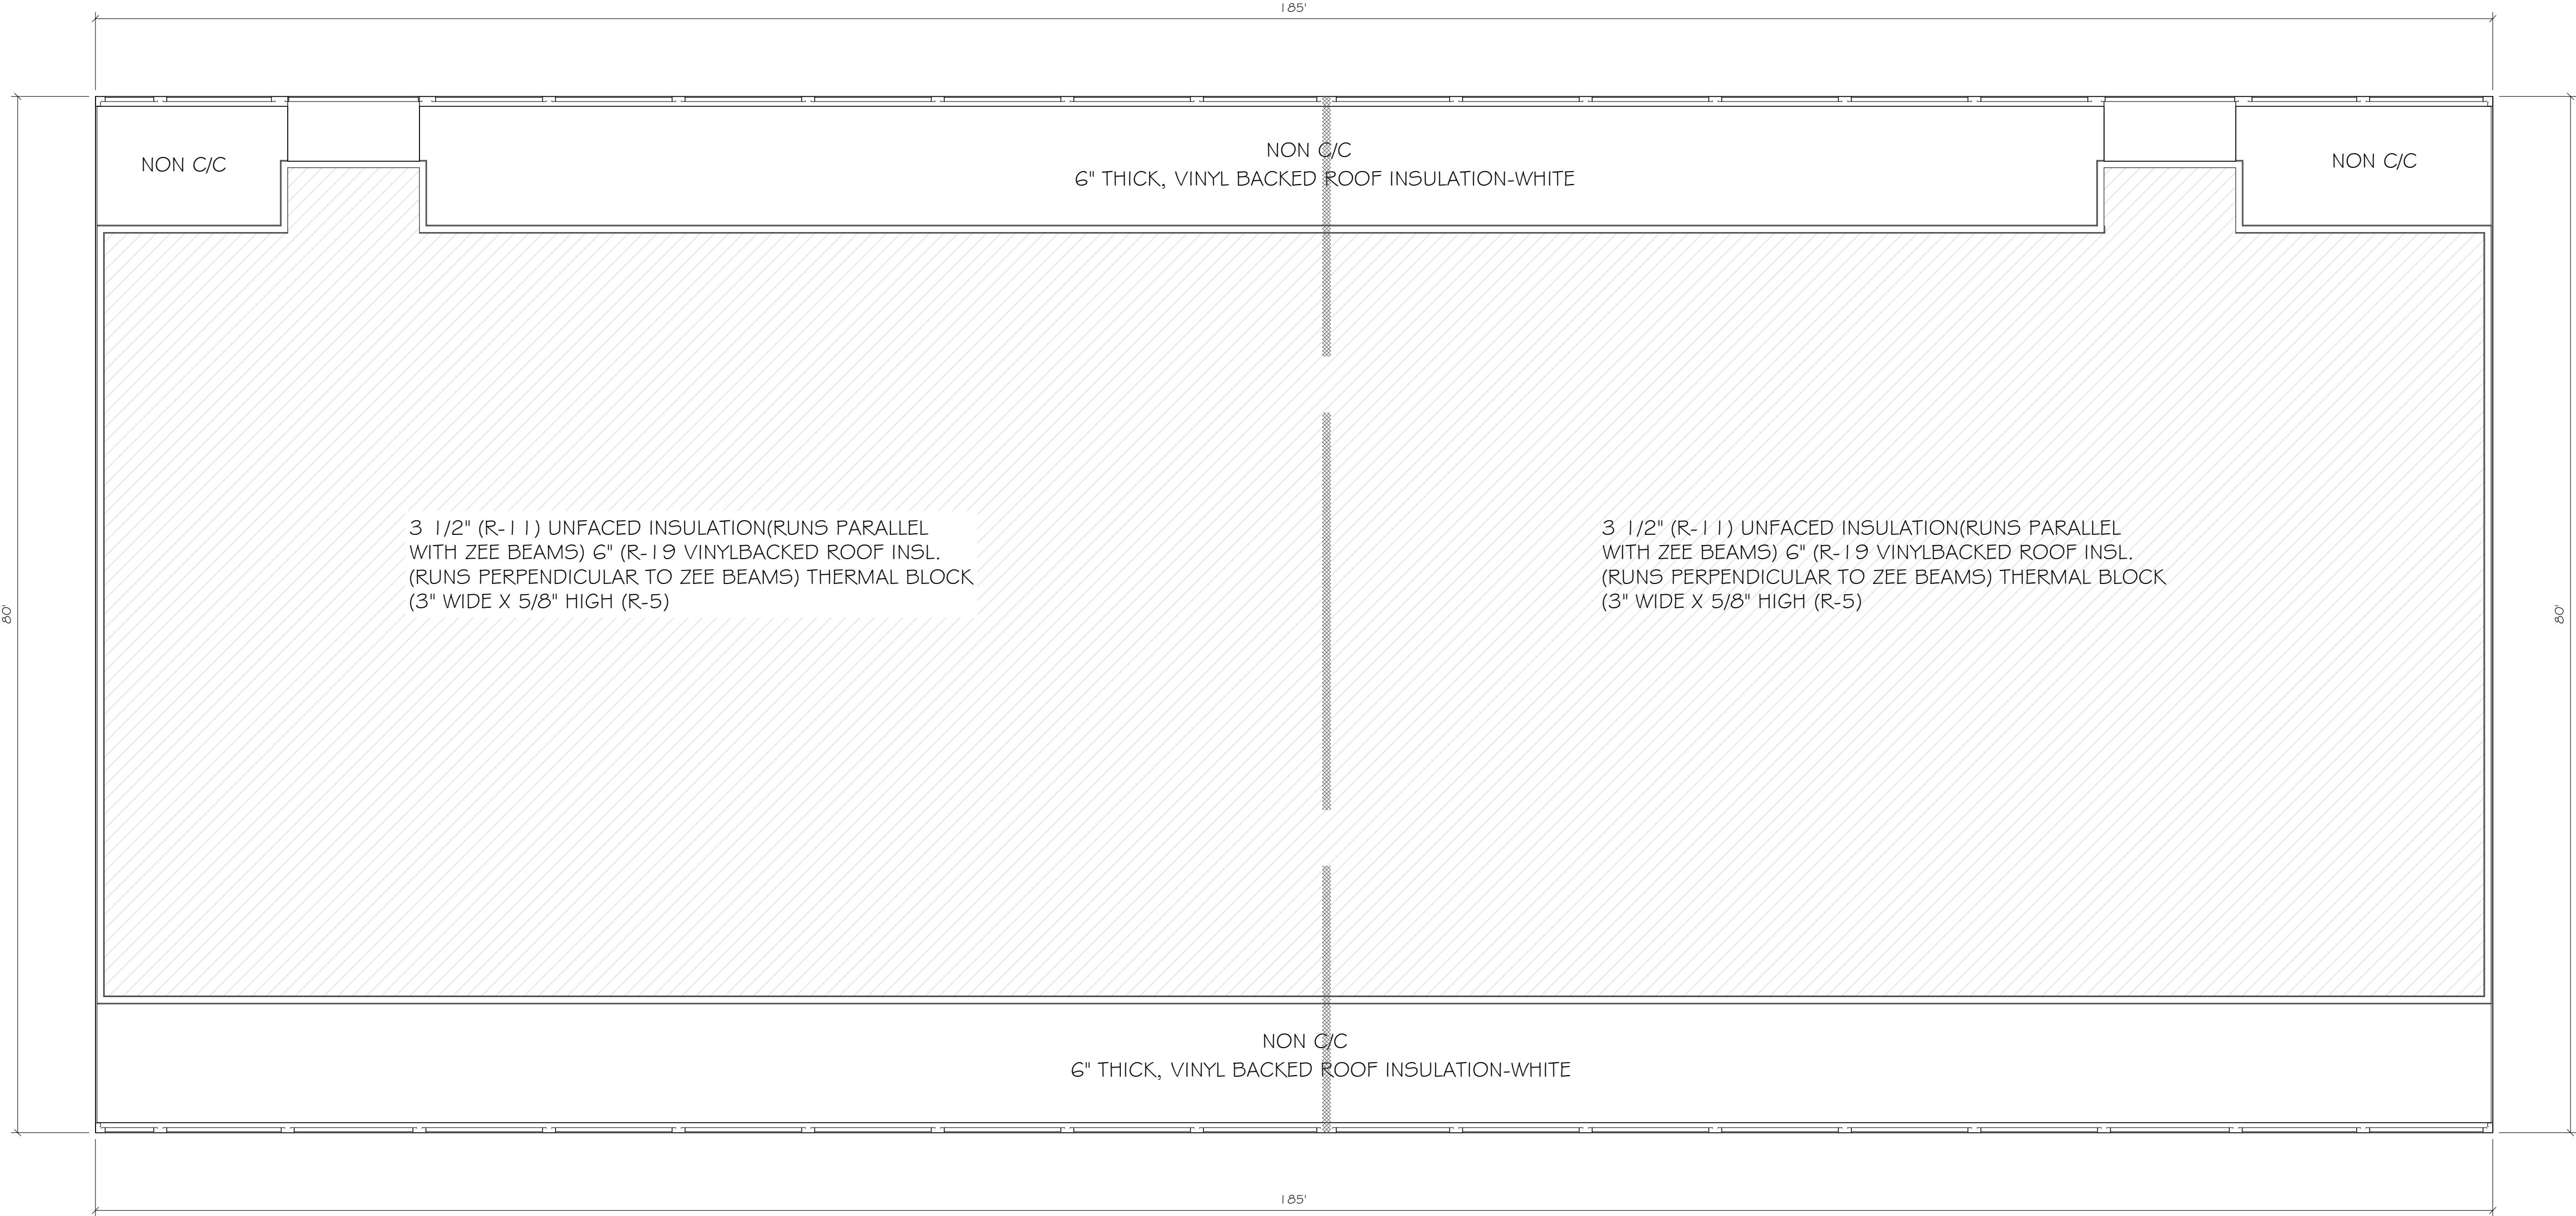 185'
NON C/C
NON C/C
6" THICK, VINYL BACKED ROOF INSULATION-WHITE
NON C/C
3 1/2" (R-11) UNFACED INSULATION(RUNS PARALLEL
WITH ZEE BEAMS) 6" (R-19 VINYLBACKED ROOF INSL.
(RUNS PERPENDICULAR TO ZEE BEAMS) THERMAL BLOCK
(3" WIDE X 5/8" HIGH (R-5)
3 1/2" (R-11) UNFACED INSULATION(RUNS PARALLEL
WITH ZEE BEAMS) 6" (R-19 VINYLBACKED ROOF INSL.
(RUNS PERPENDICULAR TO ZEE BEAMS) THERMAL BLOCK
(3" WIDE X 5/8" HIGH (R-5)
80'
80'
NON C/C
6" THICK, VINYL BACKED ROOF INSULATION-WHITE
185'